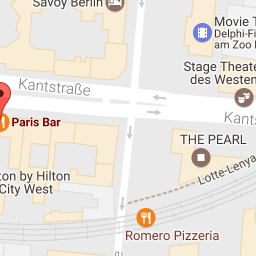 Savoy Berlin
Movie T
Delphi-Fi
am Zoo
Kantstraße
Stage Theate
des Westen
Paris Bar
Kants
THE PEARL
ton by Hilton
City West
Lotte-Lenya
Romero Pizzeria